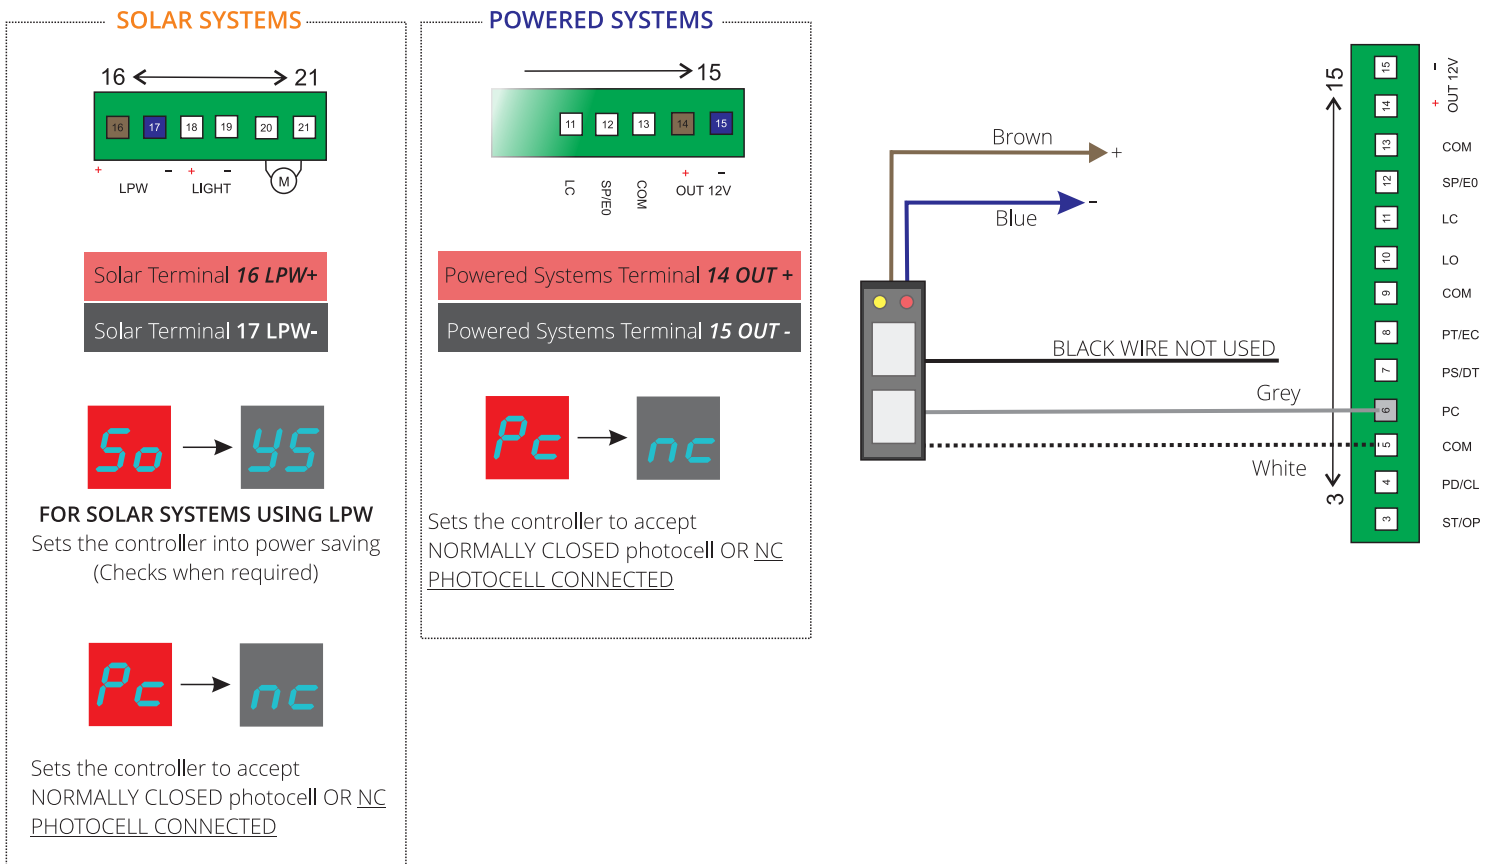 SOLAR SYSTEMS
16 21
16 17 18 19 20 21
+ - + -
LPW LIGHT M
Solar Terminal 16 LPW+
Solar Terminal 17 LPW-
So YS
FOR SOLAR SYSTEMS USING LPW
Sets the controller into power saving
(Checks when required)
Pc nc
Sets the controller to accept
NORMALLY CLOSED photocell OR NC
PHOTOCELL CONNECTED
POWERED SYSTEMS
15
11 12 13 14 15
+ -
LC SP/E0 COM OUT 12V
Powered Systems Terminal 14 OUT +
Powered Systems Terminal 15 OUT -
Pc nc
Sets the controller to accept
NORMALLY CLOSED photocell OR NC
PHOTOCELL CONNECTED
Brown +
Blue -
BLACK WIRE NOT USED
Grey
White
15
3
15 -
14 + OUT 12V
13 COM
12 SP/E0
11 LC
10 LO
9 COM
8 PT/EC
7 PS/DT
6 PC
5 COM
4 PD/CL
3 ST/OP